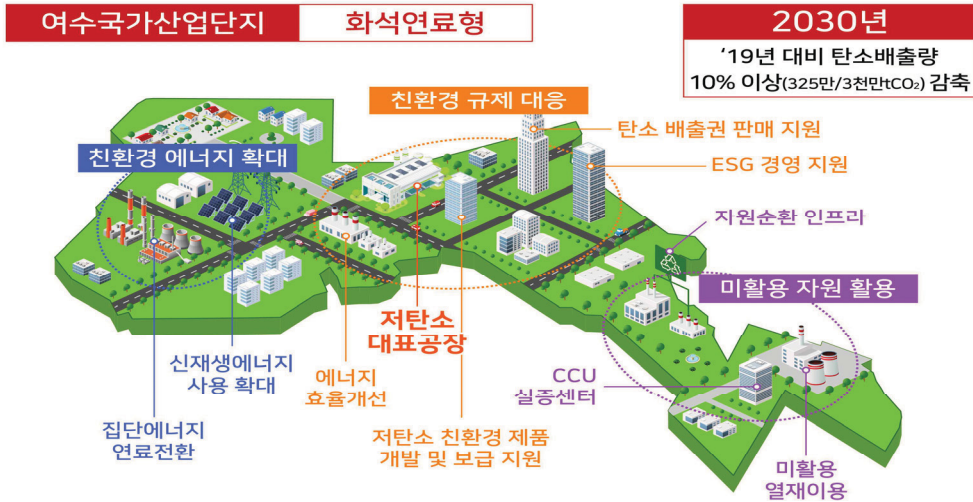 여수국가산업단지
화석연료형
2030년
‘19년 대비 탄소배출량
10% 이상(325만/3천만tCO₂) 감축
친환경 규제 대응
탄소 배출권 판매 지원
ESG 경영 지원
친환경 에너지 확대
지원순환 인프리
미활용 자원 활용
저탄소
대표공장
신재생에너지
사용 확대
에너지
효율개선
CCU
실증센터
집단에너지
연료전환
저탄소 친환경 제품
개발 및 보급 지원
미활용
열재이용